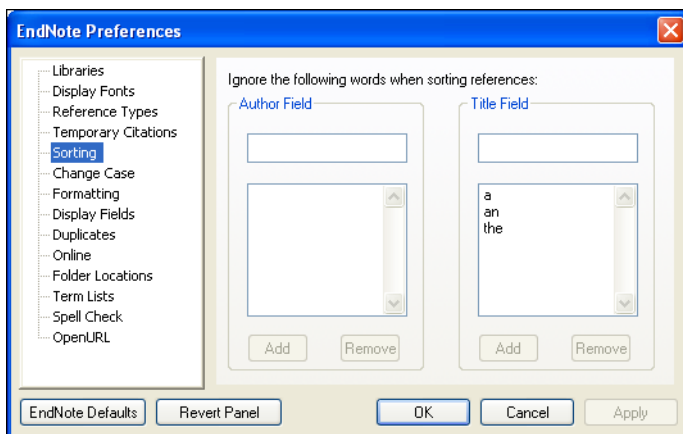 EndNote Preferences
Libraries
Display Fonts
Reference Types
Temporary Citations
Sorting
Change Case
Formatting
Display Fields
Duplicates
Online
Folder Locations
Term Lists
Spell Check
OpenURL
Ignore the following words when sorting references:
Author Field
Add
Remove
Title Field
a
an
the
Add
Remove
EndNote Defaults
Revert Panel
OK
Cancel
Apply